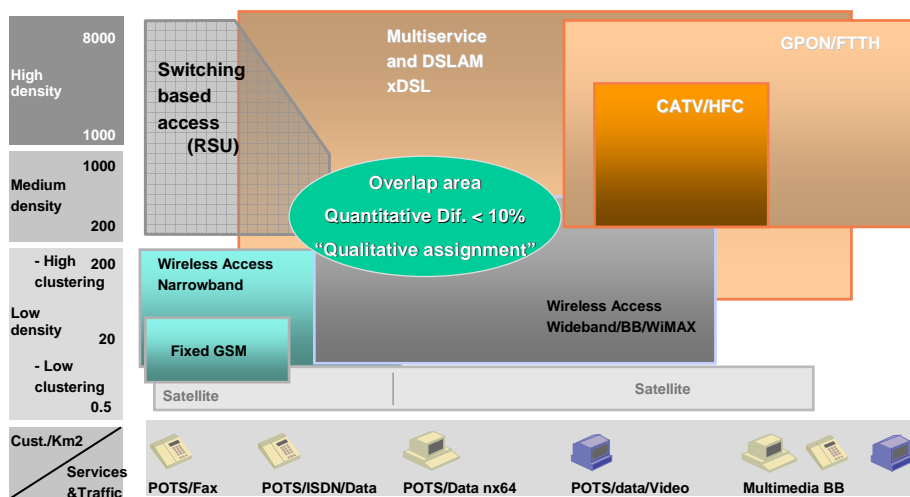 8000
High
density
1000
1000
Medium
density
200
- High 200
clustering
Low
density
20
- Low
clustering
0.5
Cust./Km2
Services
&Traffic
Switching
based
access
(RSU)
Multiservice
and DSLAM
xDSL
GPON/FTTH
CATV/HFC
Overlap area
Quantitative Dif. < 10%
“Qualitative assignment”
Wireless Access
Narrowband
Fixed GSM
Wireless Access
Wideband/BB/WiMAX
Satellite
Satellite
POTS/Fax
POTS/ISDN/Data
POTS/Data nx64
POTS/data/Video
Multimedia BB